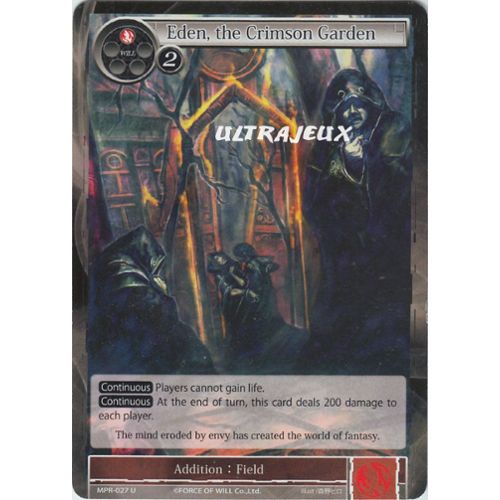 Eden, the Crimson Garden
WILL
2
ULTRAJEUX
Continuous Players cannot gain life.
Continuous At the end of turn, this card deals 200 damage to
each player.
The mind eroded by envy has created the world of fantasy.
Addition : Field
MPR-027 U ©FORCE OF WILL Co.,Ltd.